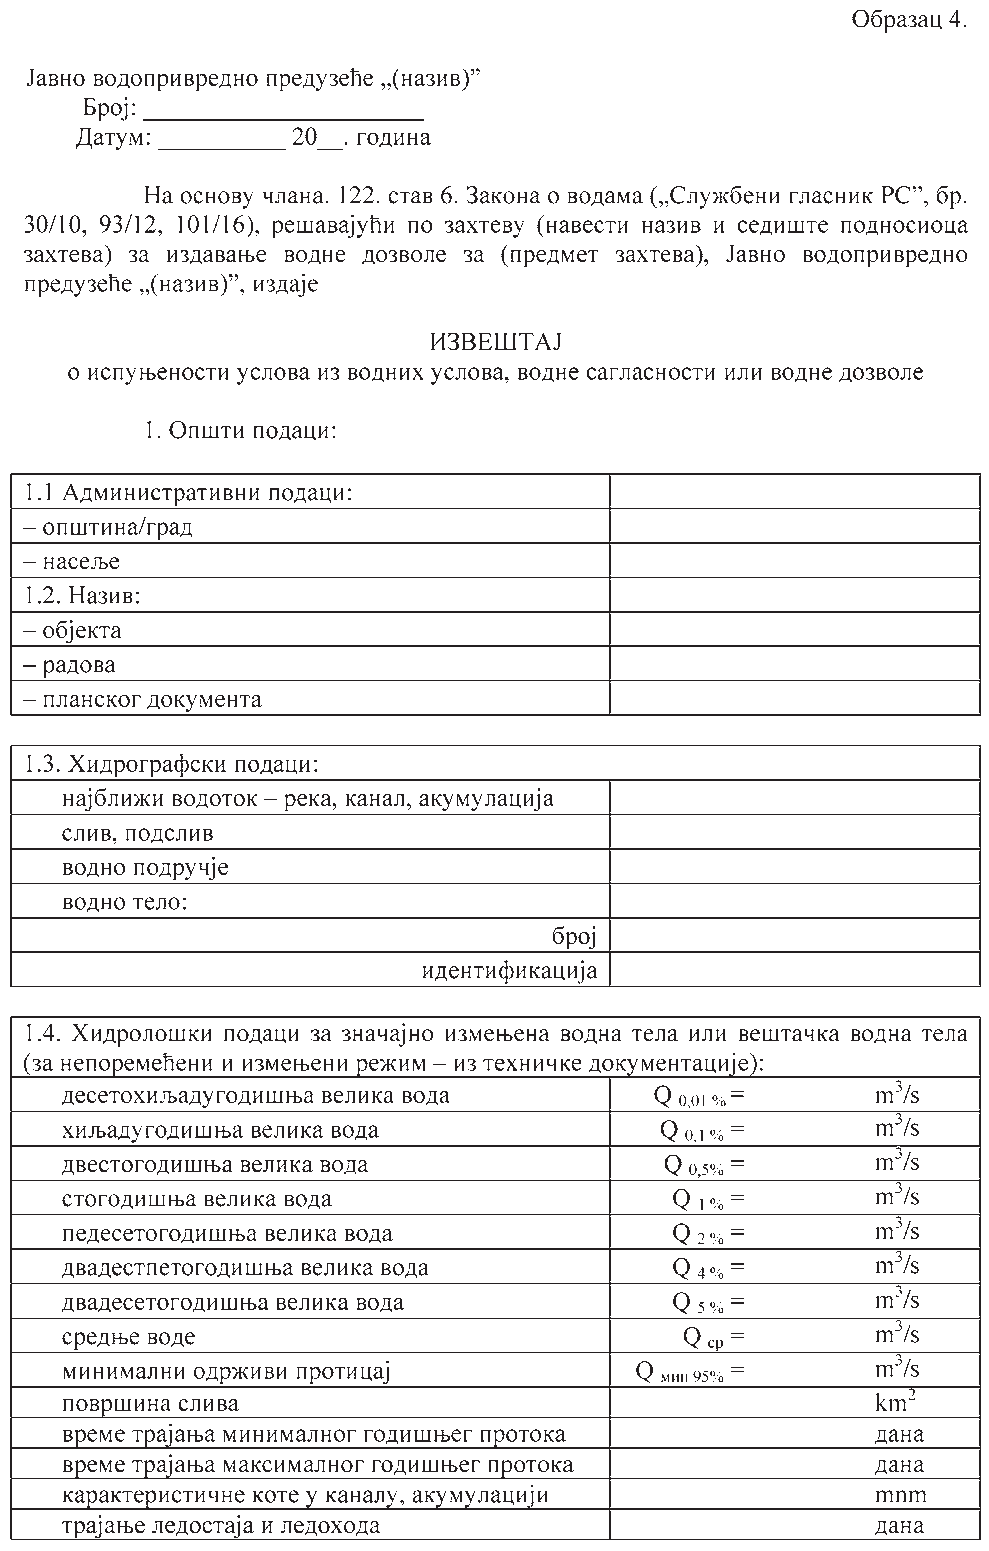 Образац 4.
Јавно водопривредно предузеће „(назив)”
Број: ______________________
Датум: __________ 20__. година
На основу члана. 122. став 6. Закона о водама („Службени гласник РС”, бр.
30/10, 93/12, 101/16), решавајући по захтеву (навести назив и седиште подносиоца
захтева) за издавање водне дозволе за (предмет захтева), Јавно водопривредно
предузеће „(назив)”, издаје
ИЗВЕШТАЈ
о испуњености услова из водних услова, водне сагласности или водне дозволе
1. Општи подаци:
1.1 Административни подаци:
– општина/град
– насеље
1.2. Назив:
– објекта
– радова
– планског документа
1.3. Хидрографски подаци:
најближи водоток – река, канал, акумулација
слив, подслив
водно подручје
водно тело:
број
идентификација
1.4. Хидролошки подаци за значајно измењена водна тела или вештачка водна тела
(за непоремећени и измењени режим – из техничке документације):
десетохиљадугодишња велика вода Q 0,01 % = m³/s
хиљадугодишња велика вода Q 0,1 % = m³/s
двестогодишња велика вода Q 0,5% = m³/s
стогодишња велика вода Q 1 % = m³/s
педесетогодишња велика вода Q 2 % = m³/s
двадестпетогодишња велика вода Q 4 % = m³/s
двадесетогодишња велика вода Q 5 % = m³/s
средње воде Q ср = m³/s
минимални одрживи протицај Q мин 95% = m³/s
површина слива km²
време трајања минималног годишњег протока дана
време трајања максималног годишњег протока дана
карактеристичне коте у каналу, акумулацији mnm
трајање ледостаја и ледохода дана